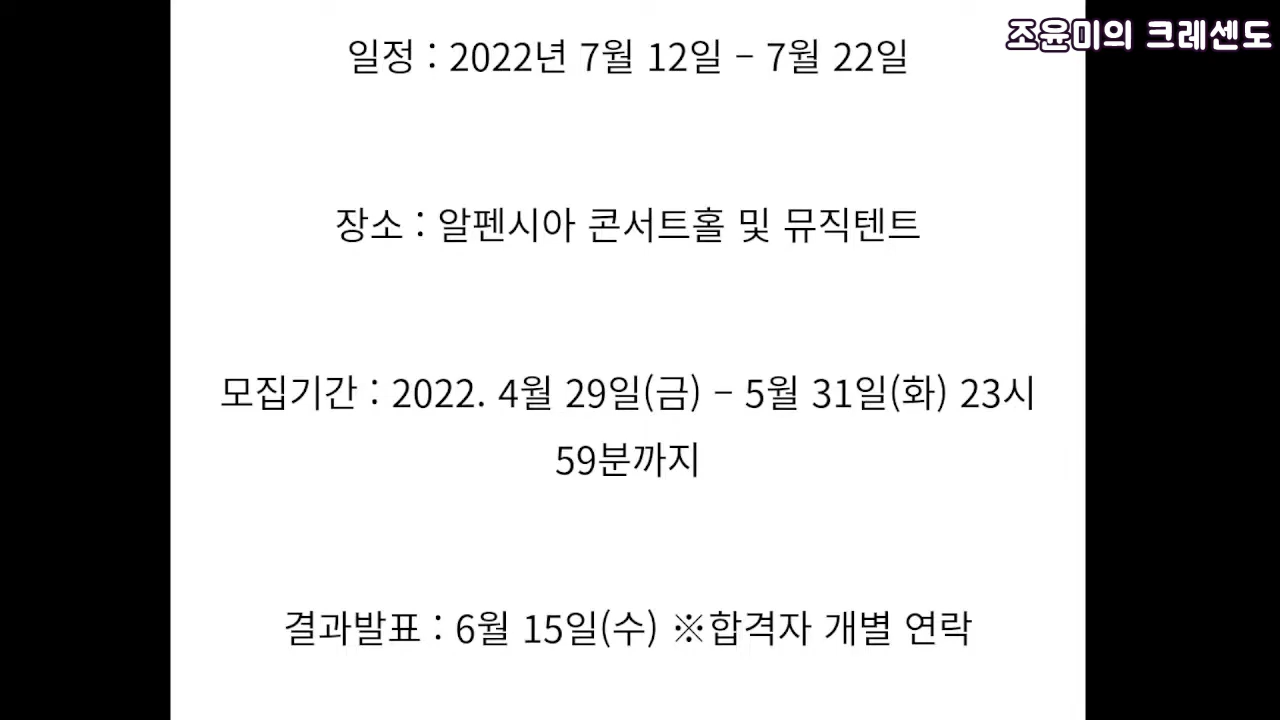 조윤미의 크레센도
일정 : 2022년 7월 12일 – 7월 22일
장소 : 알펜시아 콘서트홀 및 뮤직텐트
모집기간 : 2022. 4월 29일(금) – 5월 31일(화) 23시
59분까지
결과발표 : 6월 15일(수) ※합격자 개별 연락